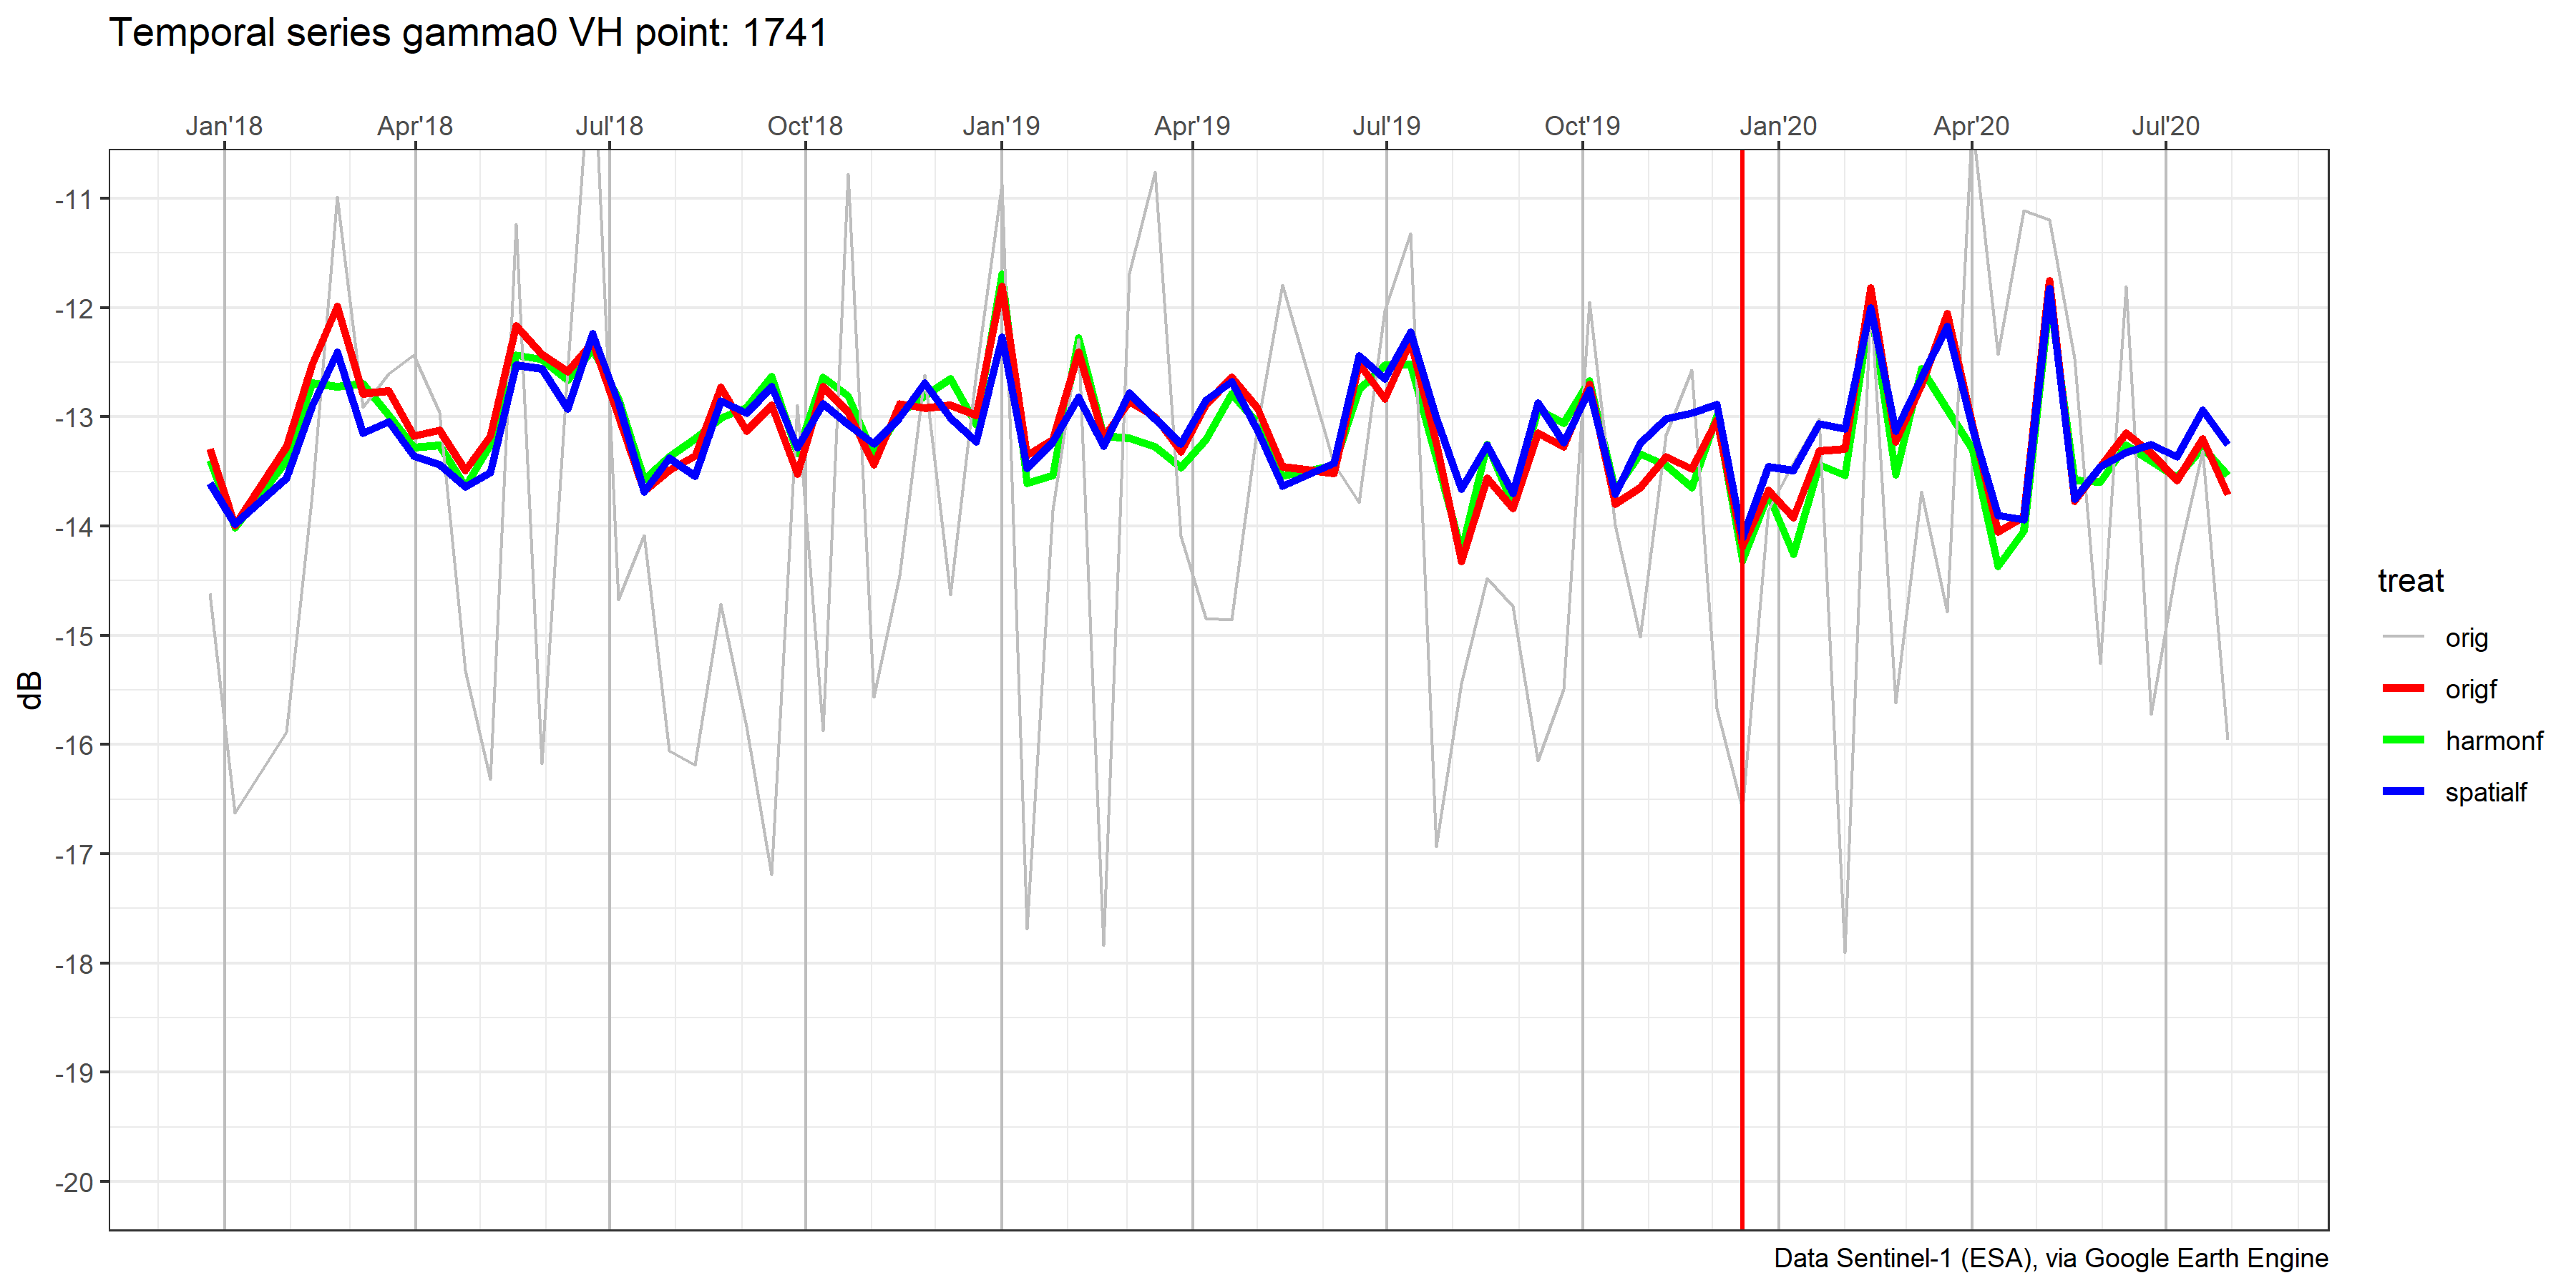 Temporal series gamma0 VH point: 1741
Jan'18 Apr'18 Jul'18 Oct'18 Jan'19 Apr'19 Jul'19 Oct'19 Jan'20 Apr'20 Jul'20
-11
-12
-13
-14
-15
-16
-17
-18
-19
-20
dB
treat
orig
origf
harmonf
spatialf
Data Sentinel-1 (ESA), via Google Earth Engine